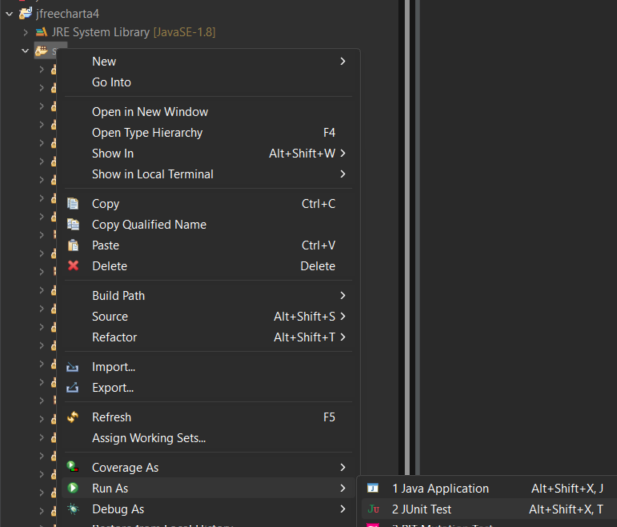 jfreecharta4
JRE System Library [JavaSE-1.8]
New
Go Into
Open in New Window
Open Type Hierarchy F4
Show In Alt+Shift+W
Show in Local Terminal
Copy Ctrl+C
Copy Qualified Name
Paste Ctrl+V
Delete Delete
Build Path
Source Alt+Shift+S
Refactor Alt+Shift+T
Import...
Export...
Refresh F5
Assign Working Sets...
Coverage As
Run As
1 Java Application Alt+Shift+X, J
2 JUnit Test Alt+Shift+X, T
Debug As